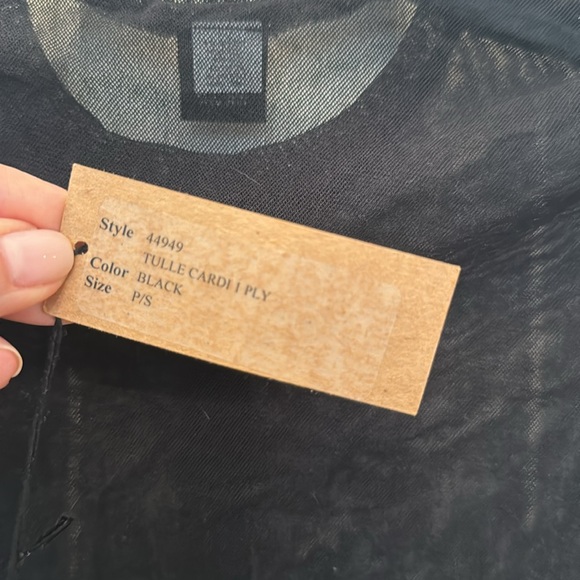 Style 44949
TULLE CARDI 1 PLY
Color BLACK
Size P/S